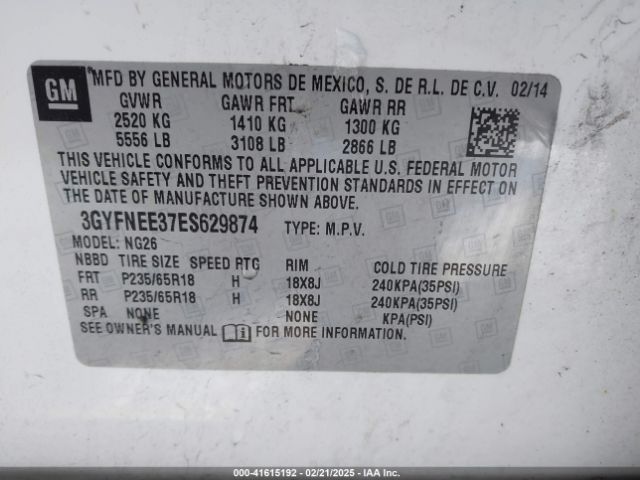 GM
*MFD BY GENERAL MOTORS DE MEXICO, S. DE R.L. DE C.V. 02/14
GVWR GAWR FRT GAWR RR
2520 KG 1410 KG 1300 KG
5556 LB 3108 LB 2866 LB
THIS VEHICLE CONFORMS TO ALL APPLICABLE U.S. FEDERAL MOTOR
VEHICLE SAFETY AND THEFT PREVENTION STANDARDS IN EFFECT ON
THE DATE OF MANUFACTURE SHOWN ABOVE.
3GYFNEE37ES629874 TYPE: M.P.V.
MODEL: NG26
NBBD TIRE SIZE SPEED RTG RIM COLD TIRE PRESSURE
FRT P235/65R18 H 18X8J 240KPA(35PSI)
RR P235/65R18 H 18X8J 240KPA(35PSI)
SPA NONE NONE KPA(PSI)
SEE OWNER'S MANUAL FOR MORE INFORMATION.
000-41615192 - 02/21/2025 - IAA Inc.